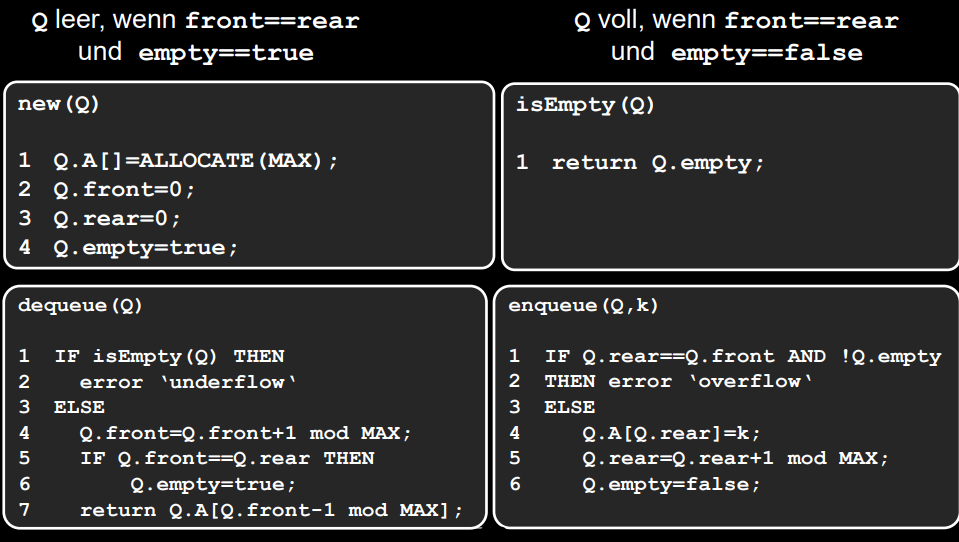 Q leer, wenn front==rear
und empty==true
Q voll, wenn front==rear
und empty==false
new(Q)
1 Q.A[]=ALLOCATE(MAX);
2 Q.front=0;
3 Q.rear=0;
4 Q.empty=true;
isEmpty(Q)
1 return Q.empty;
dequeue(Q)
1 IF isEmpty(Q) THEN
2 error ‛underflow‛
3 ELSE
4 Q.front=Q.front+1 mod MAX;
5 IF Q.front==Q.rear THEN
6 Q.empty=true;
7 return Q.A[Q.front-1 mod MAX];
enqueue(Q,k)
1 IF Q.rear==Q.front AND !Q.empty
2 THEN error ‛overflow‛
3 ELSE
4 Q.A[Q.rear]=k;
5 Q.rear=Q.rear+1 mod MAX;
6 Q.empty=false;